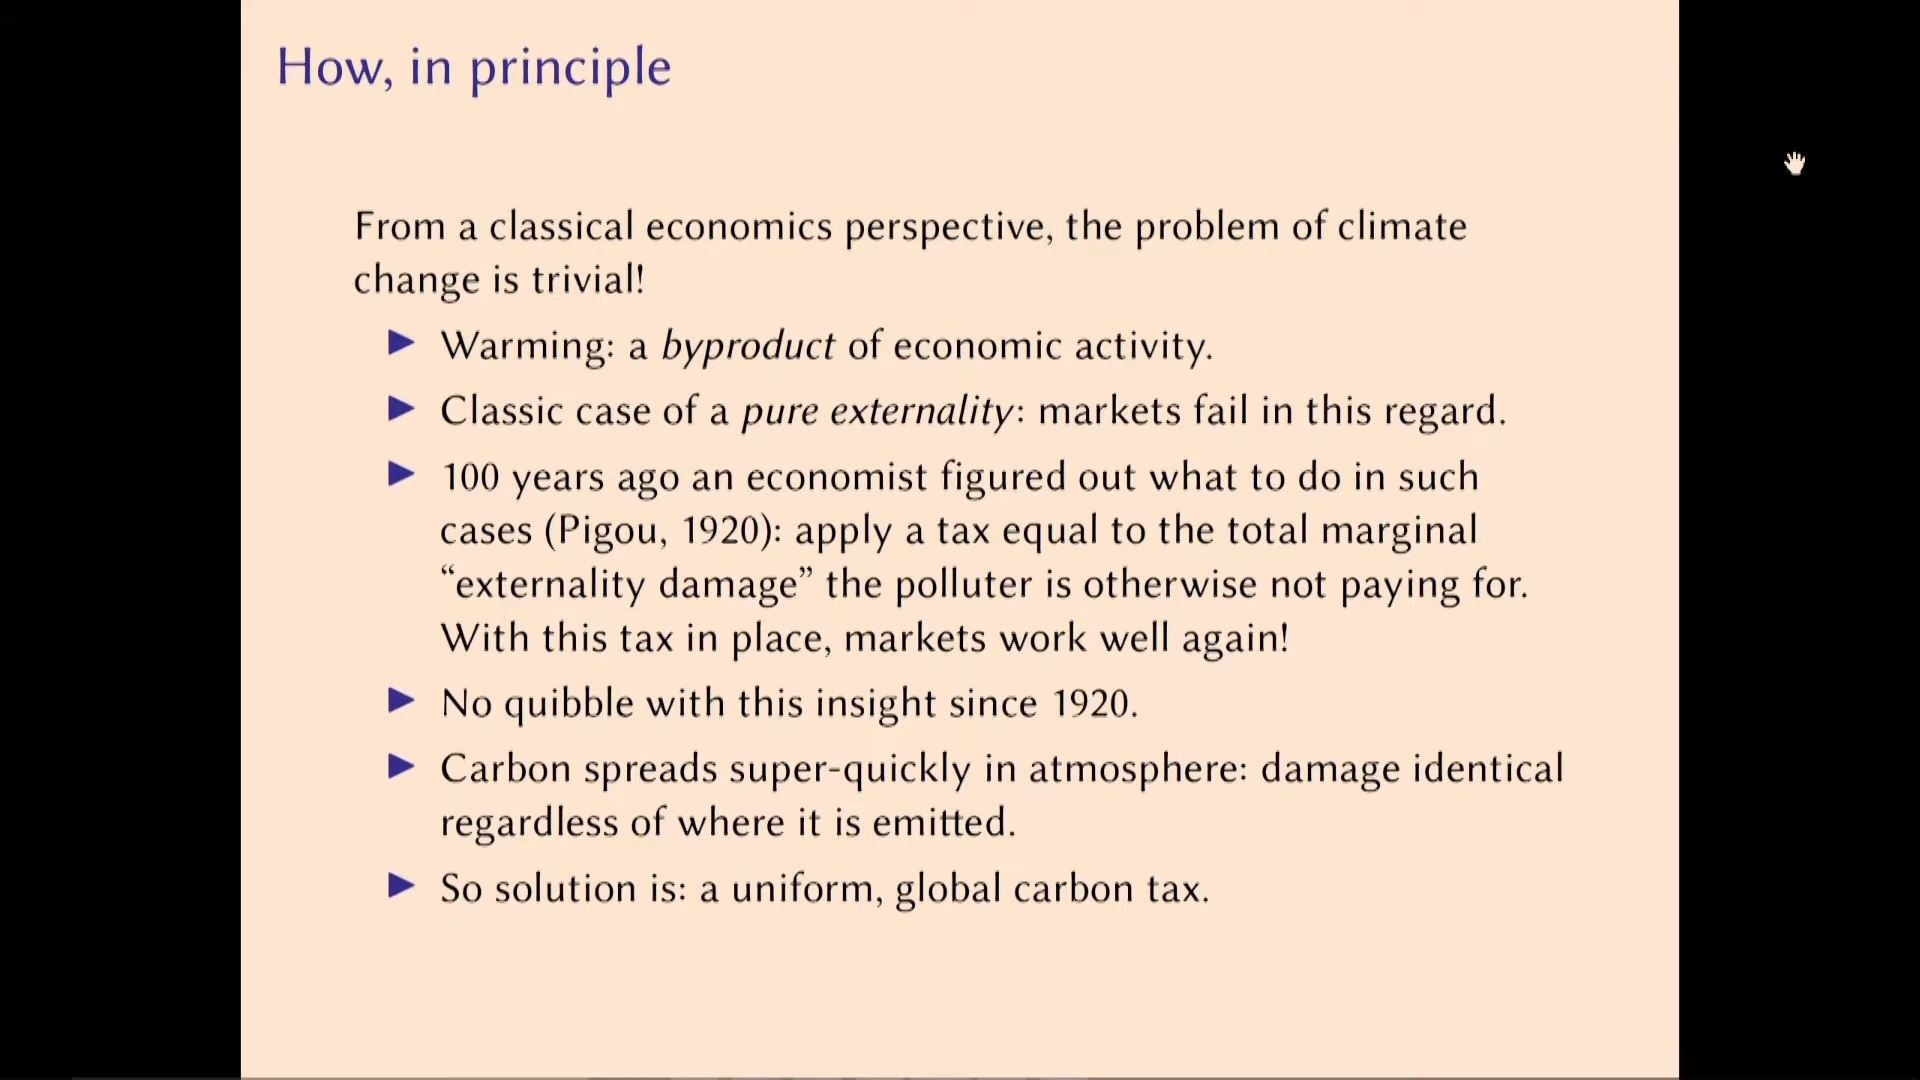 How, in principle
From a classical economics perspective, the problem of climate
change is trivial!
Warming: a byproduct of economic activity.
Classic case of a pure externality: markets fail in this regard.
100 years ago an economist figured out what to do in such
cases (Pigou, 1920): apply a tax equal to the total marginal
“externality damage” the polluter is otherwise not paying for.
With this tax in place, markets work well again!
No quibble with this insight since 1920.
Carbon spreads super-quickly in atmosphere: damage identical
regardless of where it is emitted.
So solution is: a uniform, global carbon tax.